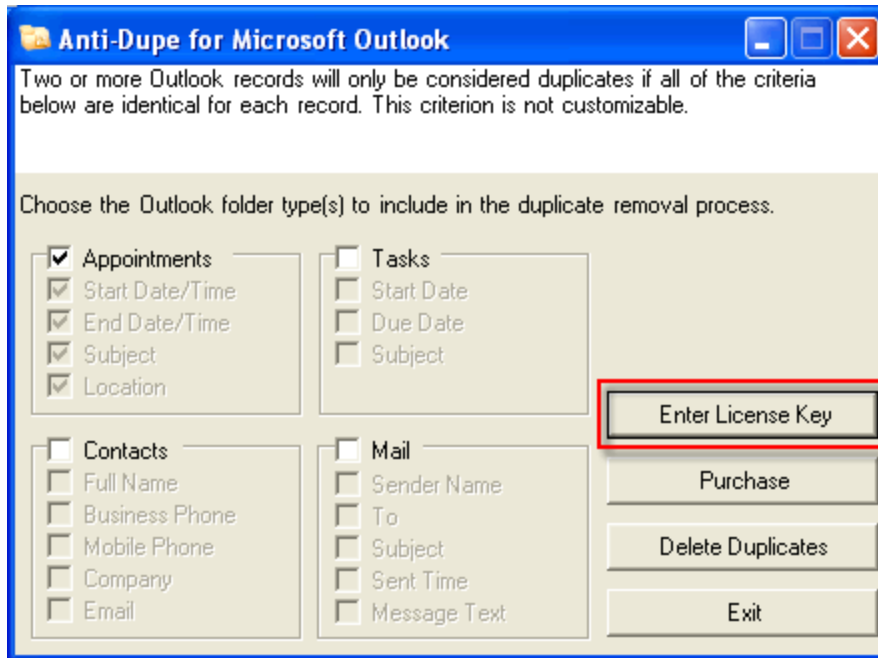 Anti-Dupe for Microsoft Outlook
Two or more Outlook records will only be considered duplicates if all of the criteria
below are identical for each record. This criterion is not customizable.
Choose the Outlook folder type(s) to include in the duplicate removal process.
Appointments
Start Date/Time
End Date/Time
Subject
Location
Tasks
Start Date
Due Date
Subject
Contacts
Full Name
Business Phone
Mobile Phone
Company
Email
Mail
Sender Name
To
Subject
Sent Time
Message Text
Enter License Key
Purchase
Delete Duplicates
Exit